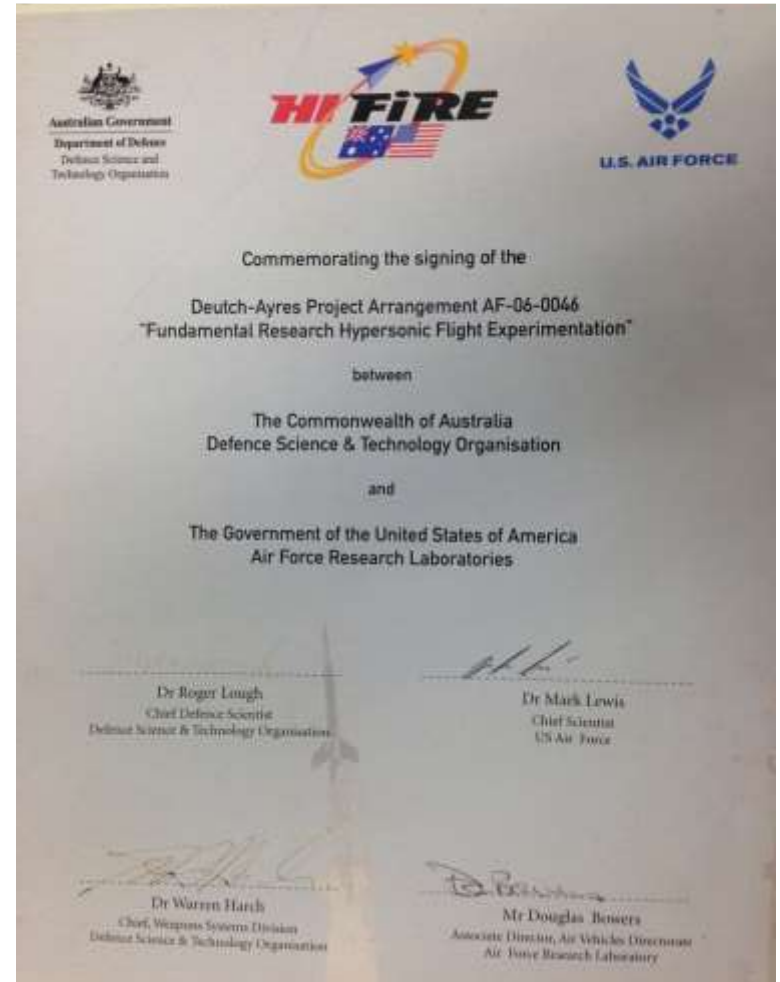 Australian Government
Department of Defence
Defence Science and
Technology Organisation
HIFiRE
U.S. AIR FORCE
Commemorating the signing of the
Deutch-Ayres Project Arrangement AF-06-0046
"Fundamental Research Hypersonic Flight Experimentation"
between
The Commonwealth of Australia
Defence Science & Technology Organisation
and
The Government of the United States of America
Air Force Research Laboratories
Dr Roger Lough
Chief Defence Scientist
Defence Science & Technology Organisation
Dr Mark Lewis
Chief Scientist
US Air Force
Dr Warren Harch
Chief, Weapons Systems Division
Defence Science & Technology Organisation
Mr Douglas Bowers
Associate Director, Air Vehicles Directorate
Air Force Research Laboratory